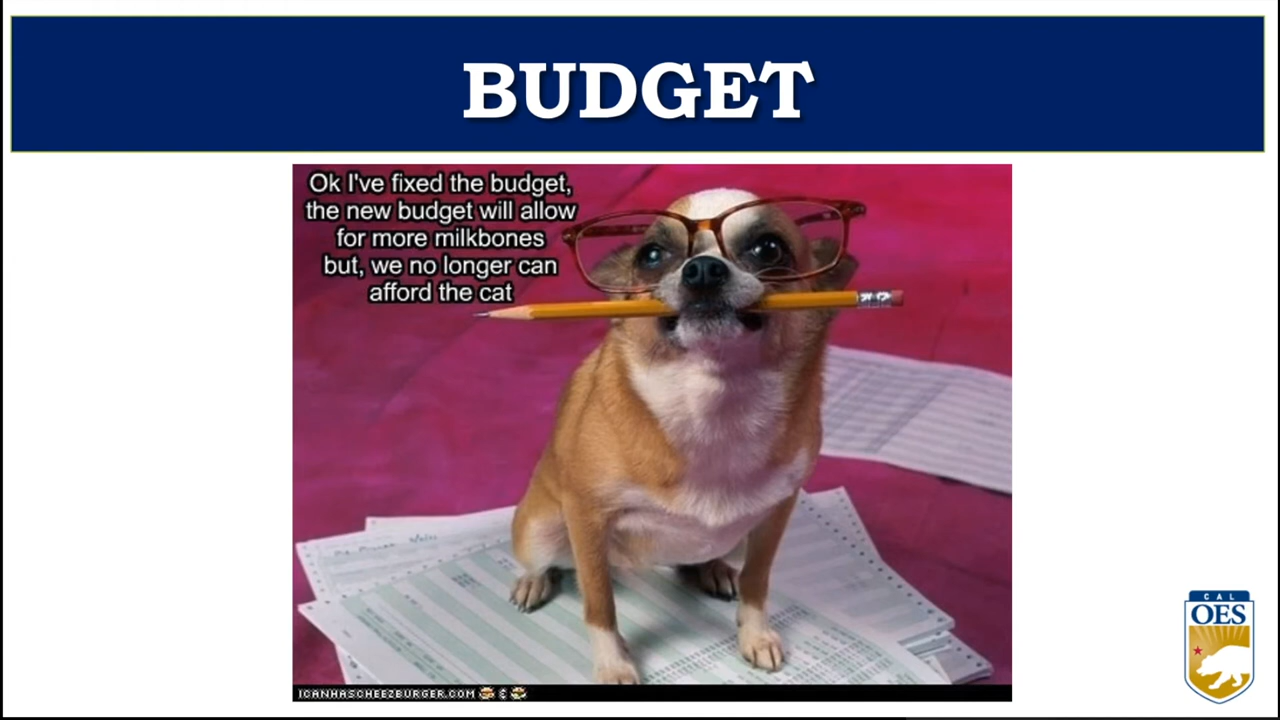 BUDGET
Ok I've fixed the budget,
the new budget will allow
for more milkbones
but, we no longer can
afford the cat
ICANHASCHEEZBURGER.COM
CAL
OES